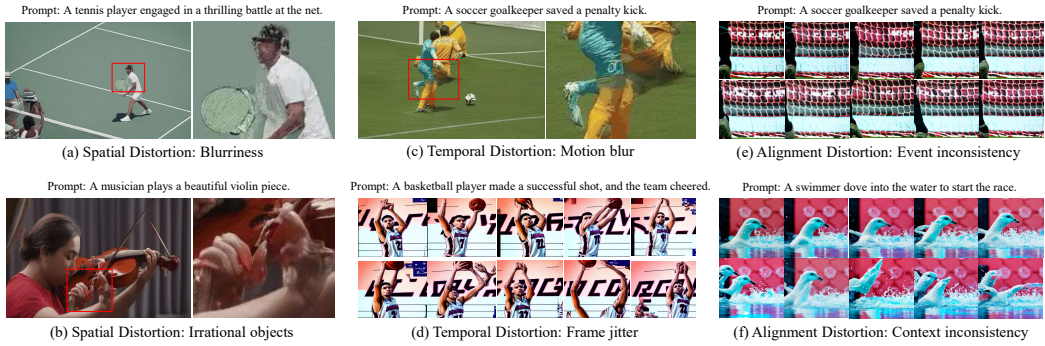 Prompt: A tennis player engaged in a thrilling battle at the net.
(a) Spatial Distortion: Blurriness
Prompt: A musician plays a beautiful violin piece.
(b) Spatial Distortion: Irrational objects
Prompt: A soccer goalkeeper saved a penalty kick.
(c) Temporal Distortion: Motion blur
Prompt: A basketball player made a successful shot, and the team cheered.
(d) Temporal Distortion: Frame jitter
Prompt: A soccer goalkeeper saved a penalty kick.
(e) Alignment Distortion: Event inconsistency
Prompt: A swimmer dove into the water to start the race.
(f) Alignment Distortion: Context inconsistency